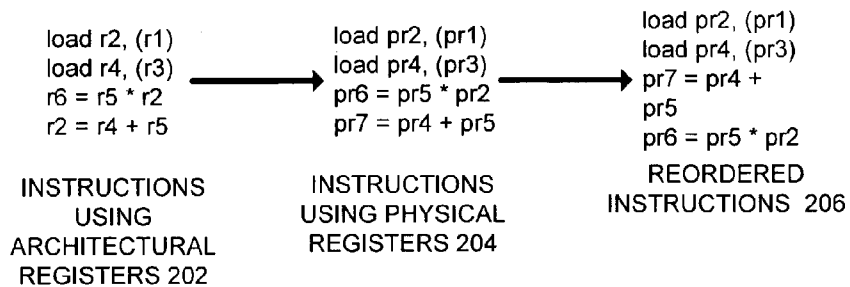 load r2, (r1)
load r4, (r3)
r6 = r5 * r2
r2 = r4 + r5
INSTRUCTIONS
USING
ARCHITECTURAL
REGISTERS 202
load pr2, (pr1)
load pr4, (pr3)
pr6 = pr5 * pr2
pr7 = pr4 + pr5
INSTRUCTIONS
USING PHYSICAL
REGISTERS 204
load pr2, (pr1)
load pr4, (pr3)
pr7 = pr4 +
pr5
pr6 = pr5 * pr2
REORDERED
INSTRUCTIONS 206